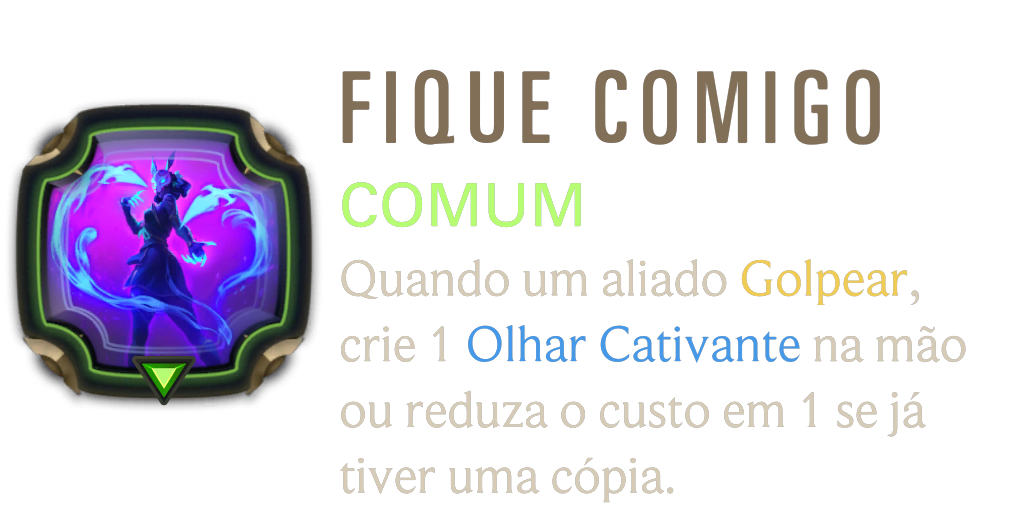 FIQUE COMIGO
COMUM
Quando um aliado Golpear,
crie 1 Olhar Cativante na mão
ou reduza o custo em 1 se já
tiver uma cópia.